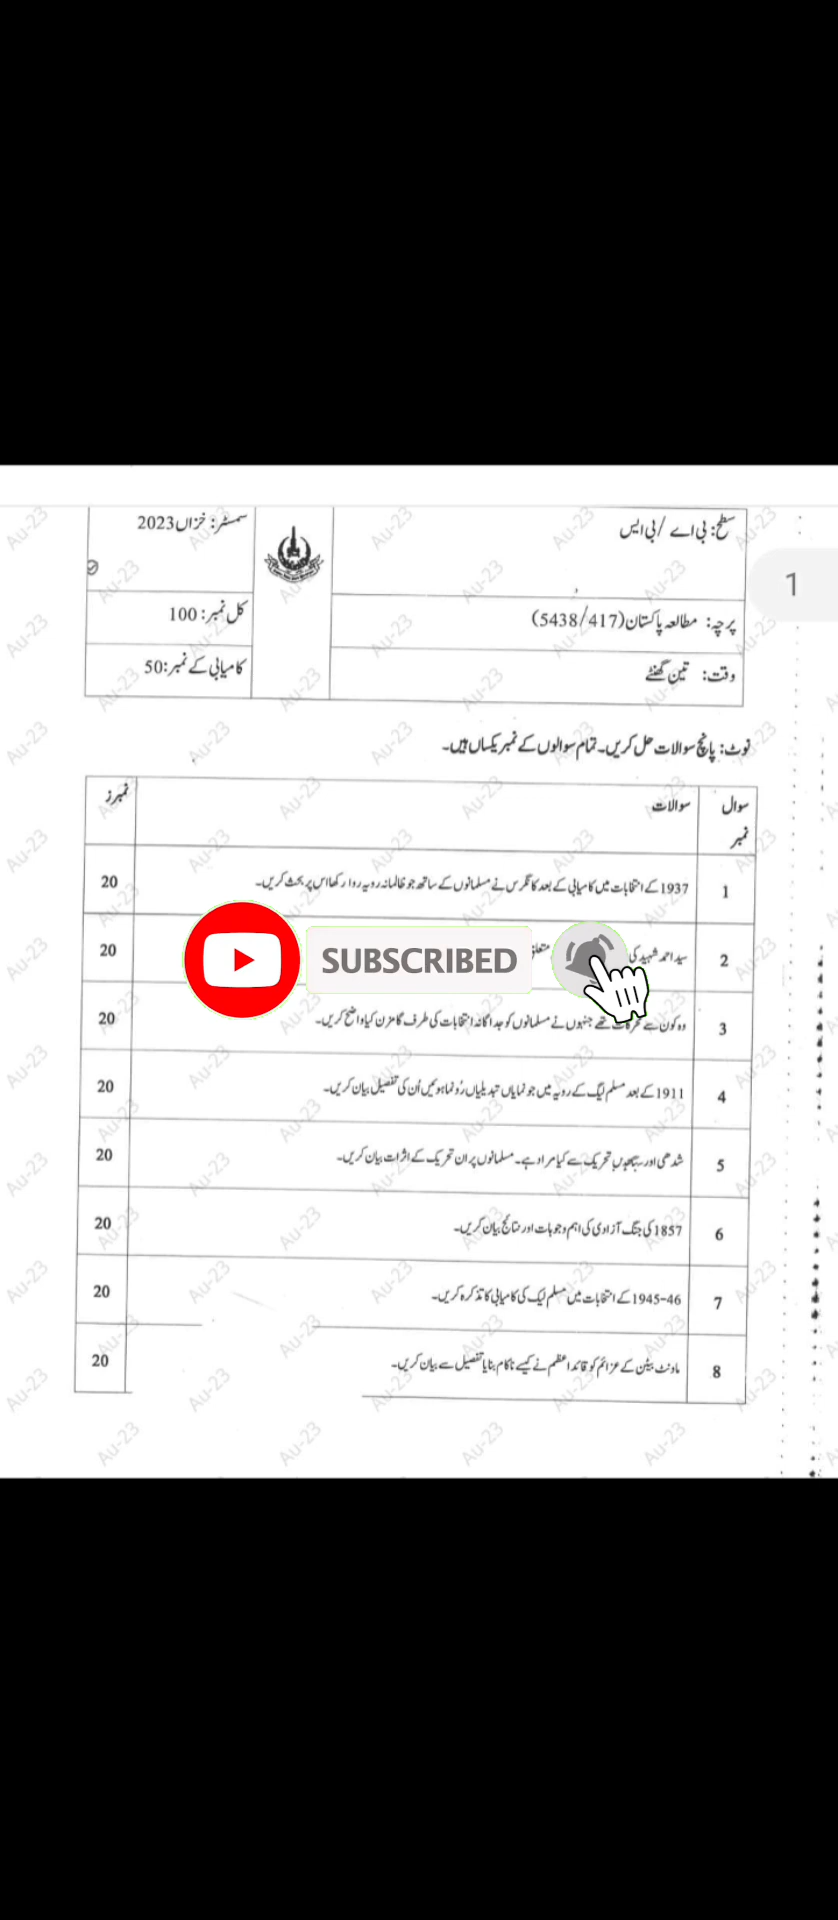 سطح: بی اے / بی ایس
سمسٹر: خزاں 2023
پرچہ: مطالعہ پاکستان (5438/417)
کل نمبر: 100
وقت: تین گھنٹے
کامیابی کے نمبر: 50
1
نوٹ: پانچ سوالات حل کریں۔ تمام سوالوں کے نمبر یکساں ہیں۔
سوال نمبر سوالات نمبرز
1 1937 کے انتخابات میں کامیابی کے بعد کانگرس نے مسلمانوں کے ساتھ جو ظالمانہ رویہ روا رکھا اس پر بحث کریں۔ 20
2 سید احمد شہید کی 20
SUBSCRIBED
3 وہ کون سے محرکات تھے جنہوں نے مسلمانوں کو جداگانہ انتخابات کی طرف گامزن کیا واضح کریں۔ 20
4 1911 کے بعد مسلم لیگ کے رویہ میں جو نمایاں تبدیلیاں رُونما ہوئیں اُن کی تفصیل بیان کریں۔ 20
5 شدھی اور تحریک سے کیا مراد ہے۔ مسلمانوں پر ان تحریک کے اثرات بیان کریں۔ 20
6 1857 کی جنگ آزادی کی اہم وجوہات اور نتائج بیان کریں۔ 20
7 1945-46 کے انتخابات میں مسلم لیگ کی کامیابی کا تذکرہ کریں۔ 20
8 ماونٹ بیٹن کے عزائم کو قائد اعظم نے کیسے ناکام بنایا تفصیل سے بیان کریں۔ 20
Au-23